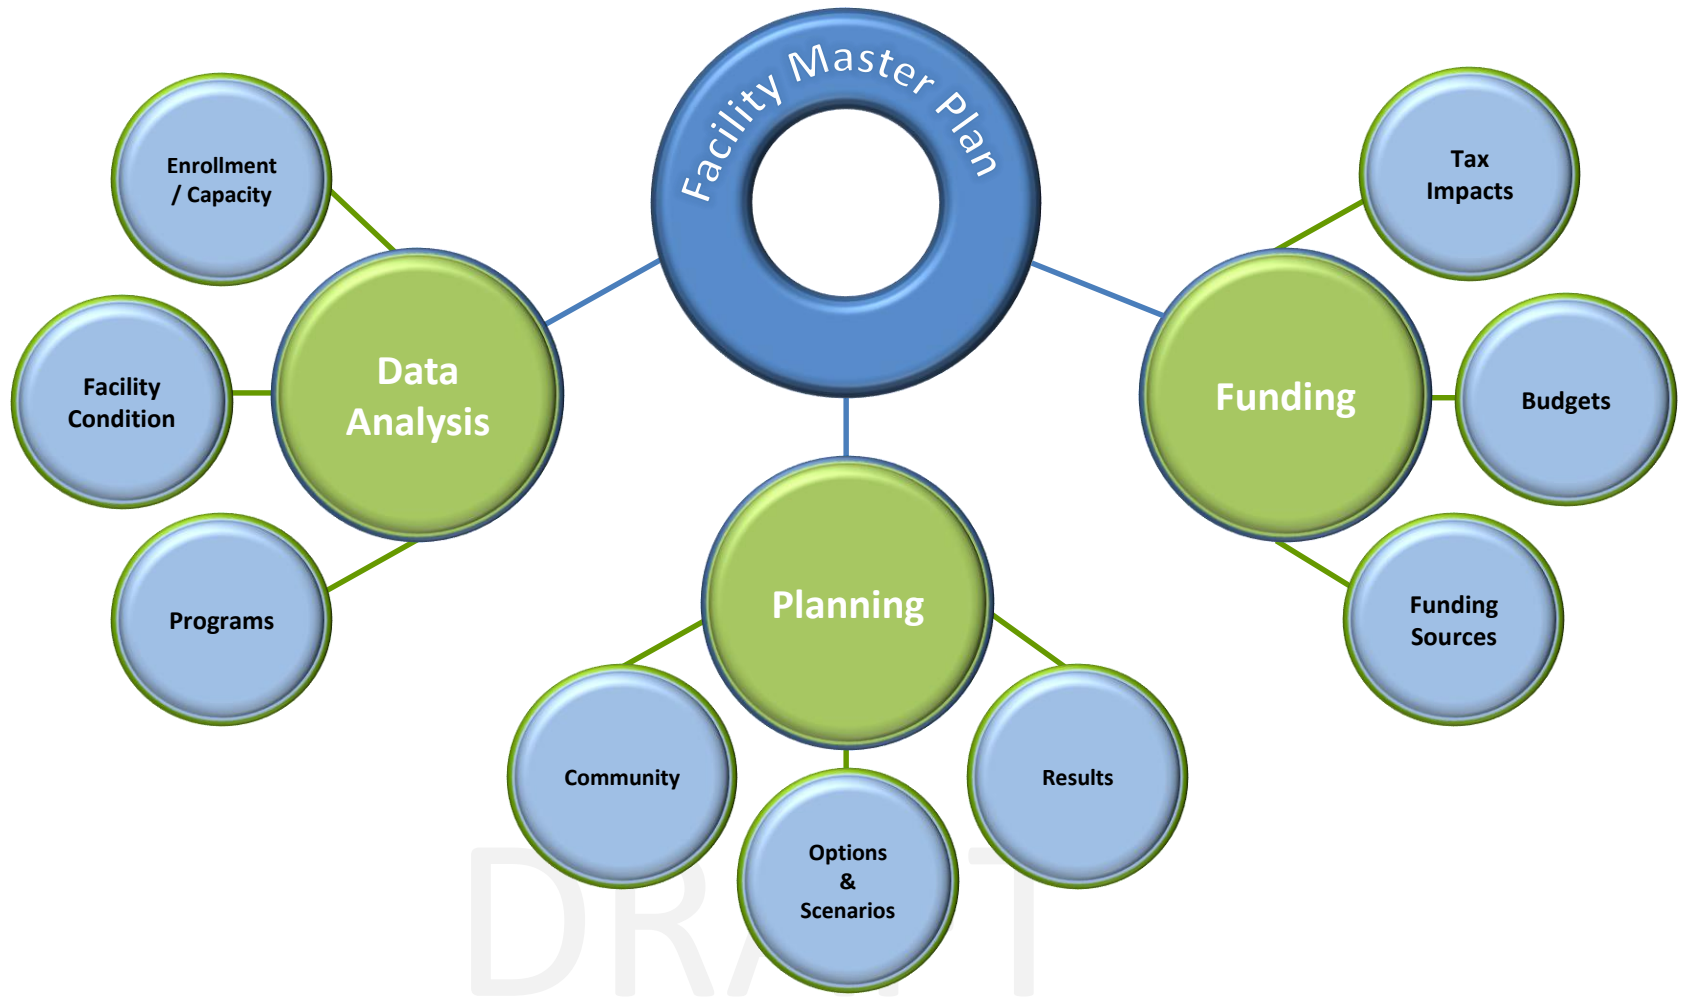 Facility Master Plan
Enrollment
/ Capacity
Facility
Condition
Programs
Data
Analysis
Planning
Community
Options
&
Scenarios
Results
Funding
Tax
Impacts
Budgets
Funding
Sources
DRAFT